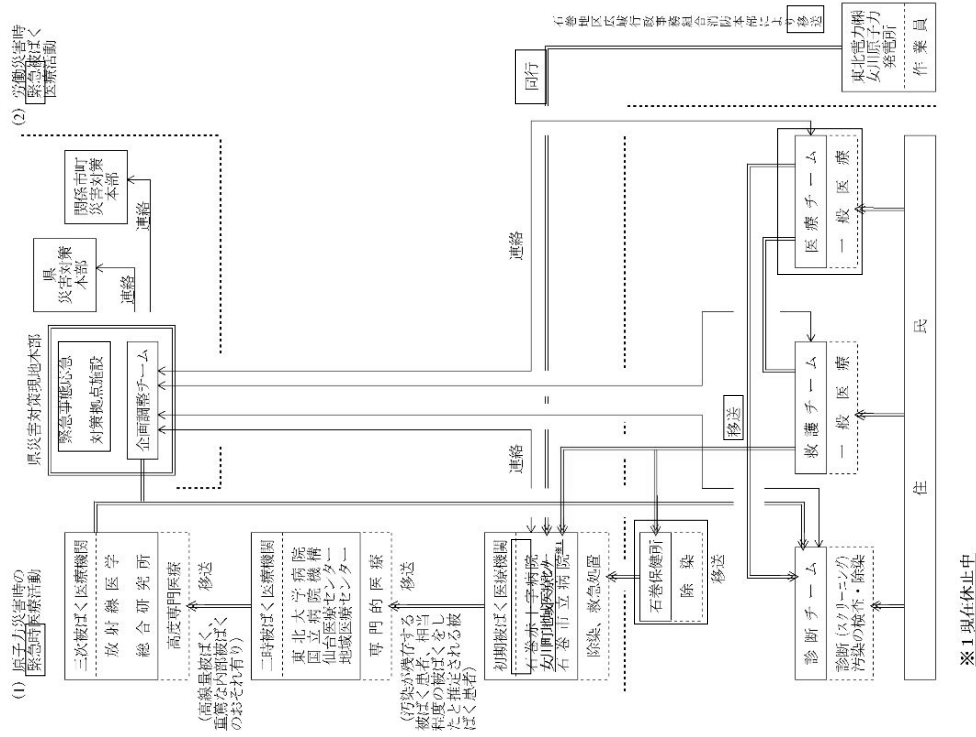 (1) 原子力災害時の
緊急時医療活動
(2) 労働災害時
緊急被ばく
医療活動
県災害対策現地本部
緊急事態応急
対策拠点施設
企画調整チーム
県
災害対策
本部
連絡
関係市町
災害対策
本部
連絡
三次被ばく医療機関
放射線医学
総合研究所
高度専門医療
移送
(高線量被ばく、
重篤な内部被ばく
のおそれ有り)
二時被ばく医療機関
東北大学病院
国立病院機構
仙台医療センター
地域医療センター
専門的医療
移送
(汚染が残存する
被ばく患者、相当
程度の被ばくをし
たと推定される被
ばく患者)
初期被ばく医療機関
石巻赤十字病院
女川町地域医療センター
石巻市立病院
除染、救急処置
連絡
連絡
同行
石巻地区広域行政事務組合消防本部により移送
東北電力㈱
女川原子力
発電所
作業員
石巻保健所
除染
移送
移送
診断チーム
診断(スクリーニング)
汚染の検査・除染
救護チーム
一般医療
医療チーム
一般医療
住民
※1 現在休止中